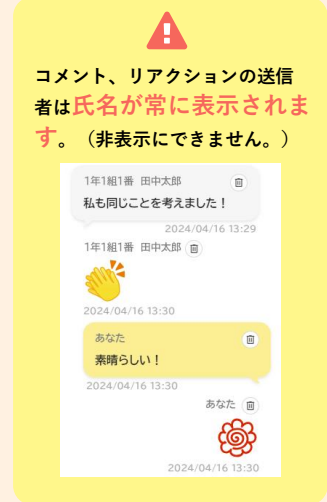 コメント、リアクションの送信
者は氏名が常に表示されま
す。（非表示にできません。）
1年1組1番 田中太郎
私も同じことを考えました！
2024/04/16 13:29
1年1組1番 田中太郎
2024/04/16 13:30
あなた
素晴らしい！
2024/04/16 13:30
あなた
2024/04/16 13:30